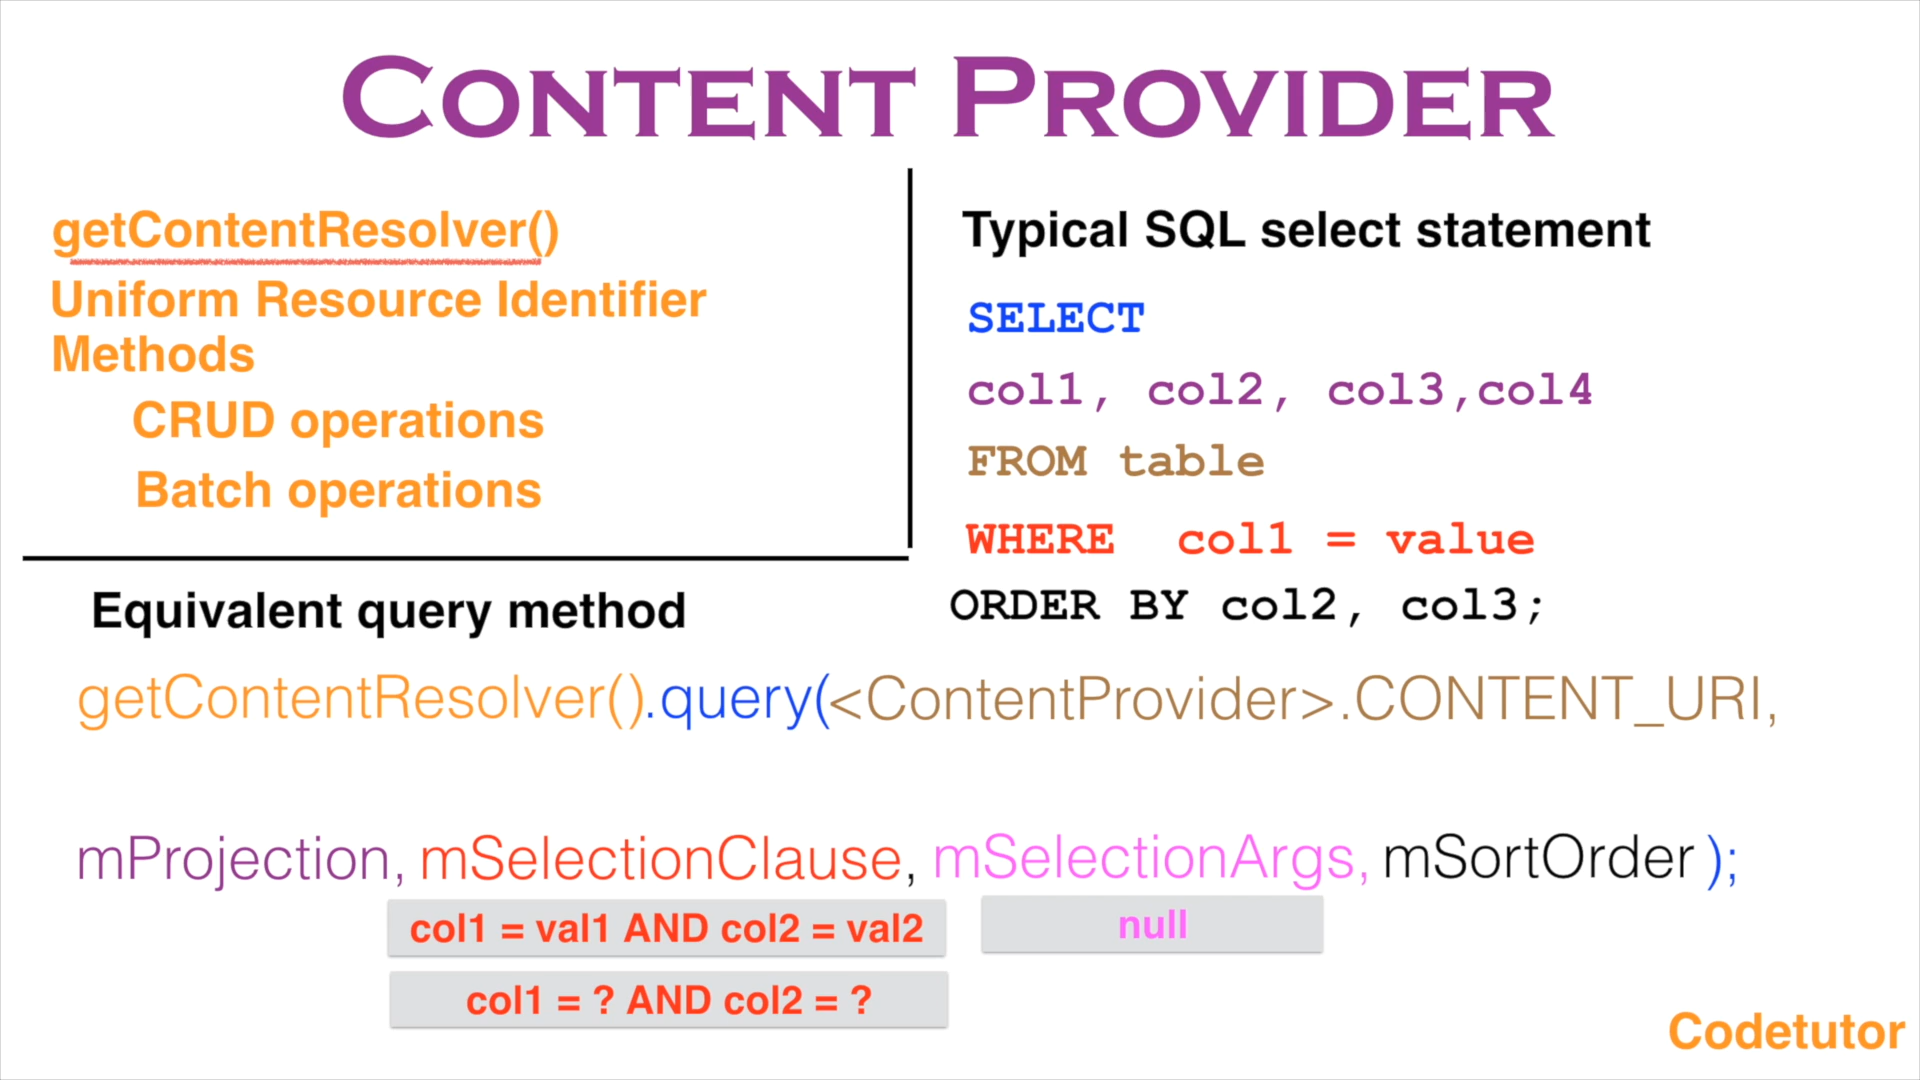 CONTENT PROVIDER
getContentResolver()
Uniform Resource Identifier
Methods
CRUD operations
Batch operations
Typical SQL select statement
SELECT
col1, col2, col3,col4
FROM table
WHERE col1 = value
ORDER BY col2, col3;
Equivalent query method
getContentResolver().query(<ContentProvider>.CONTENT_URI,
mProjection, mSelectionClause, mSelectionArgs, mSortOrder );
col1 = val1 AND col2 = val2
null
col1 = ? AND col2 = ?
Codetutor